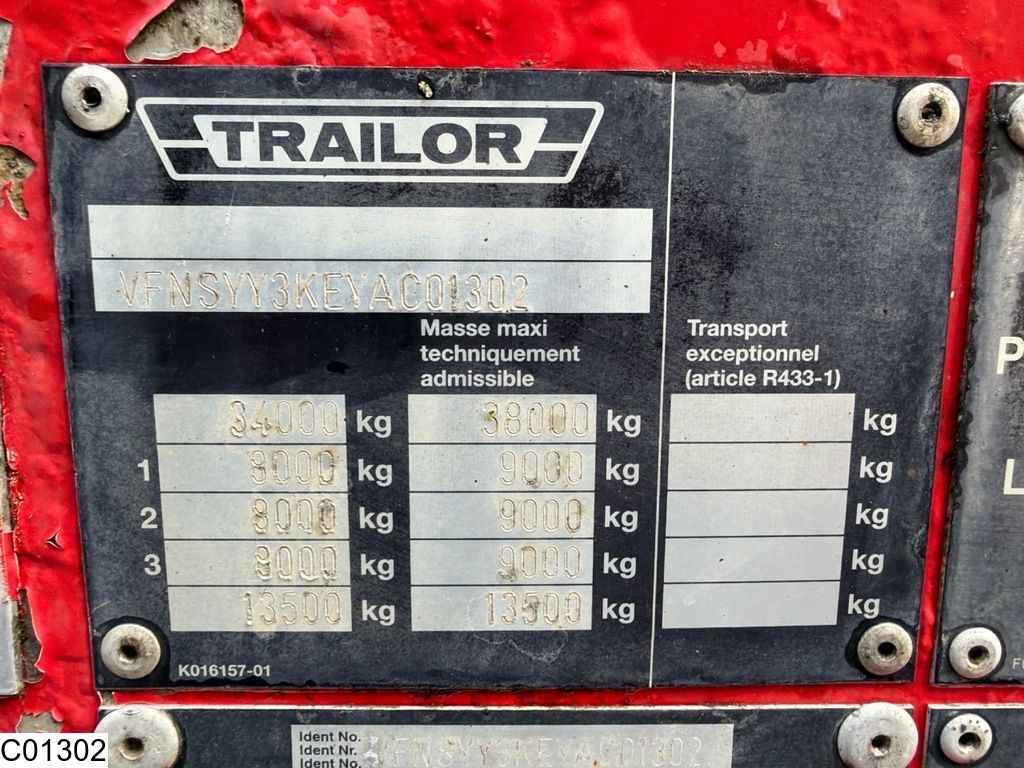 TRAILOR
VFNSYY3KEYAC01302
Masse maxi
techniquement
admissible
Transport
exceptionnel
(article R433-1)
34000 kg 38000 kg kg
1 8000 kg 9000 kg kg
2 8000 kg 9000 kg kg
3 8000 kg 9000 kg kg
13500 kg 13500 kg kg
K016157-01
P
L
Ident No.
Ident Nr. VFNSYY3KEYAC01302
Ident No.
C01302